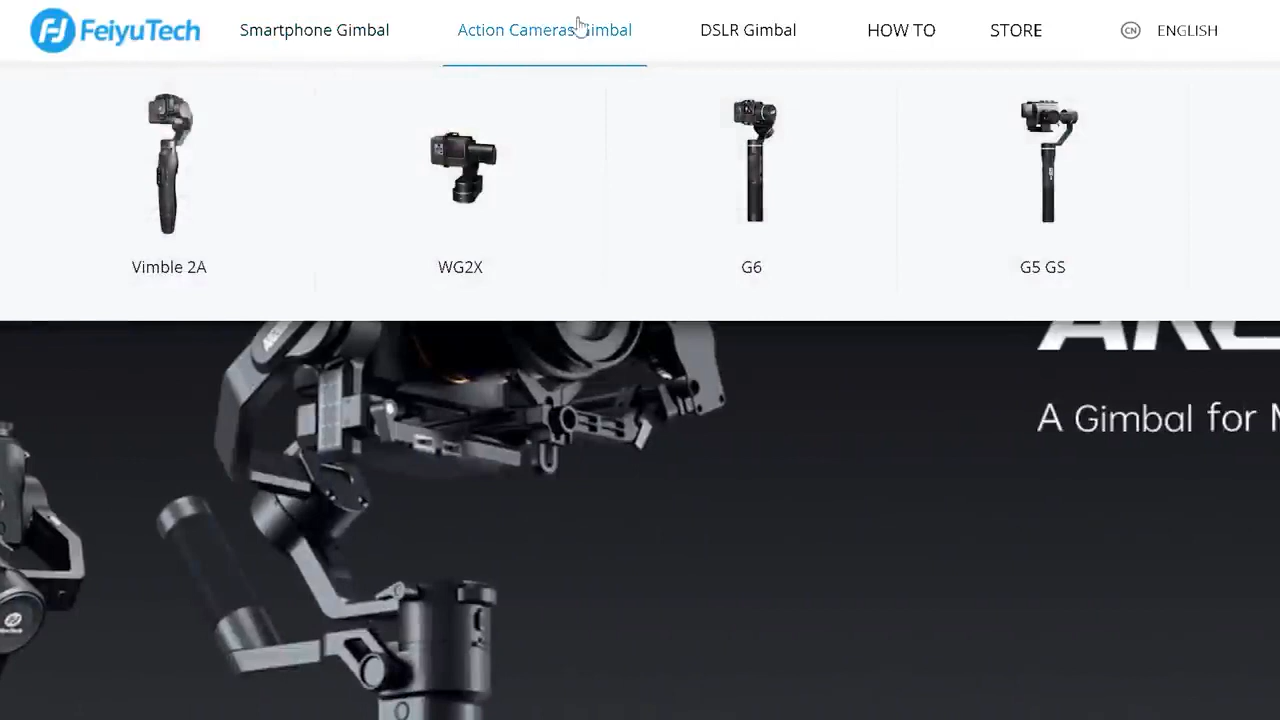 FeiyuTech
Smartphone Gimbal
Action Cameras Gimbal
DSLR Gimbal
HOW TO
STORE
CN
ENGLISH
Vimble 2A
WG2X
G6
G5 GS
A Gimbal for